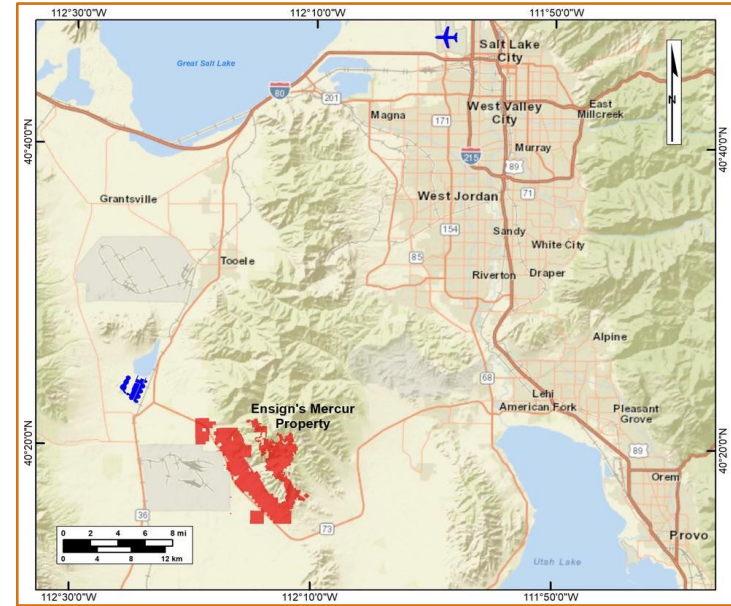 112°30'0"W 112°10'0"W 111°50'0"W
Great Salt Lake
Salt Lake
City
80
201
Magna
171
West Valley
City
East
Millcreek
N
215
Murray
89
40°40'0"N
40°40'0"N
Grantsville
West Jordan
71
154
Sandy
White City
Tooele
85
Riverton
Draper
Alpine
68
Lehi
American Fork
Pleasant
Grove
Ensign's Mercur
Property
40°20'0"N
40°20'0"N
89
Orem
36
73
Provo
Utah Lake
0 2 4 6 8 mi
0 4 8 12 km
112°30'0"W 112°10'0"W 111°50'0"W